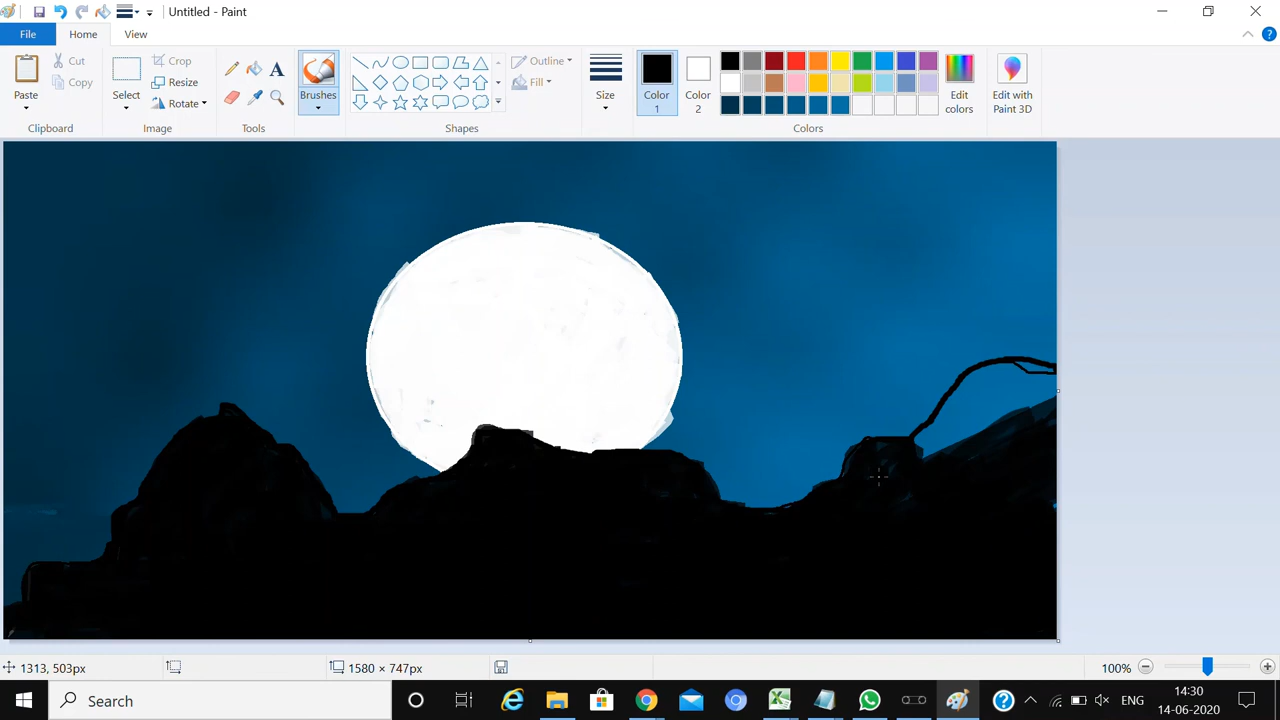 Untitled - Paint
File
Home
View
Paste
Cut
Copy
Clipboard
Select
Crop
Resize
Rotate
Image
Tools
Brushes
Shapes
Outline
Fill
Size
Color 1
Color 2
Edit colors
Colors
Edit with Paint 3D
1313, 503px
1580 × 747px
100%
Search
ENG
14:30
14-06-2020